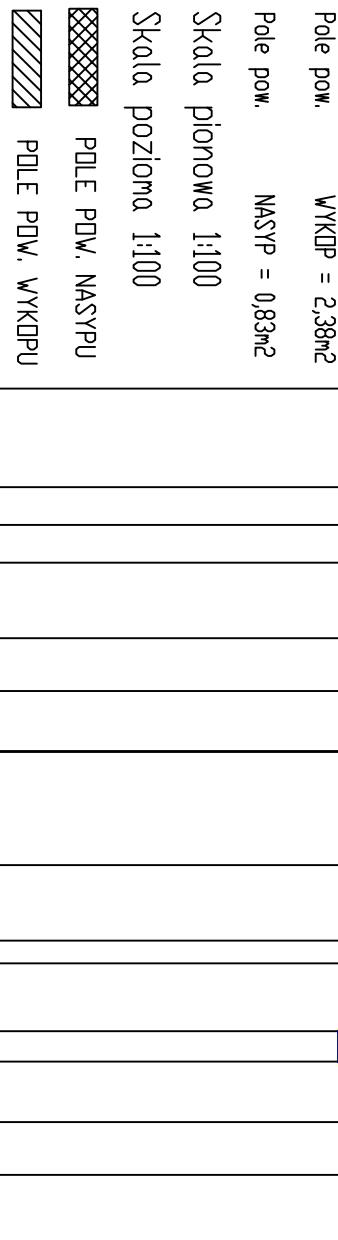 Pole pow. WYKOP = 2,38m2
Pole pow. NASYP = 0,83m2
Skala pionowa 1:100
Skala pozioma 1:100
POLE POW. NASYPU
POLE POW. WYKOPU